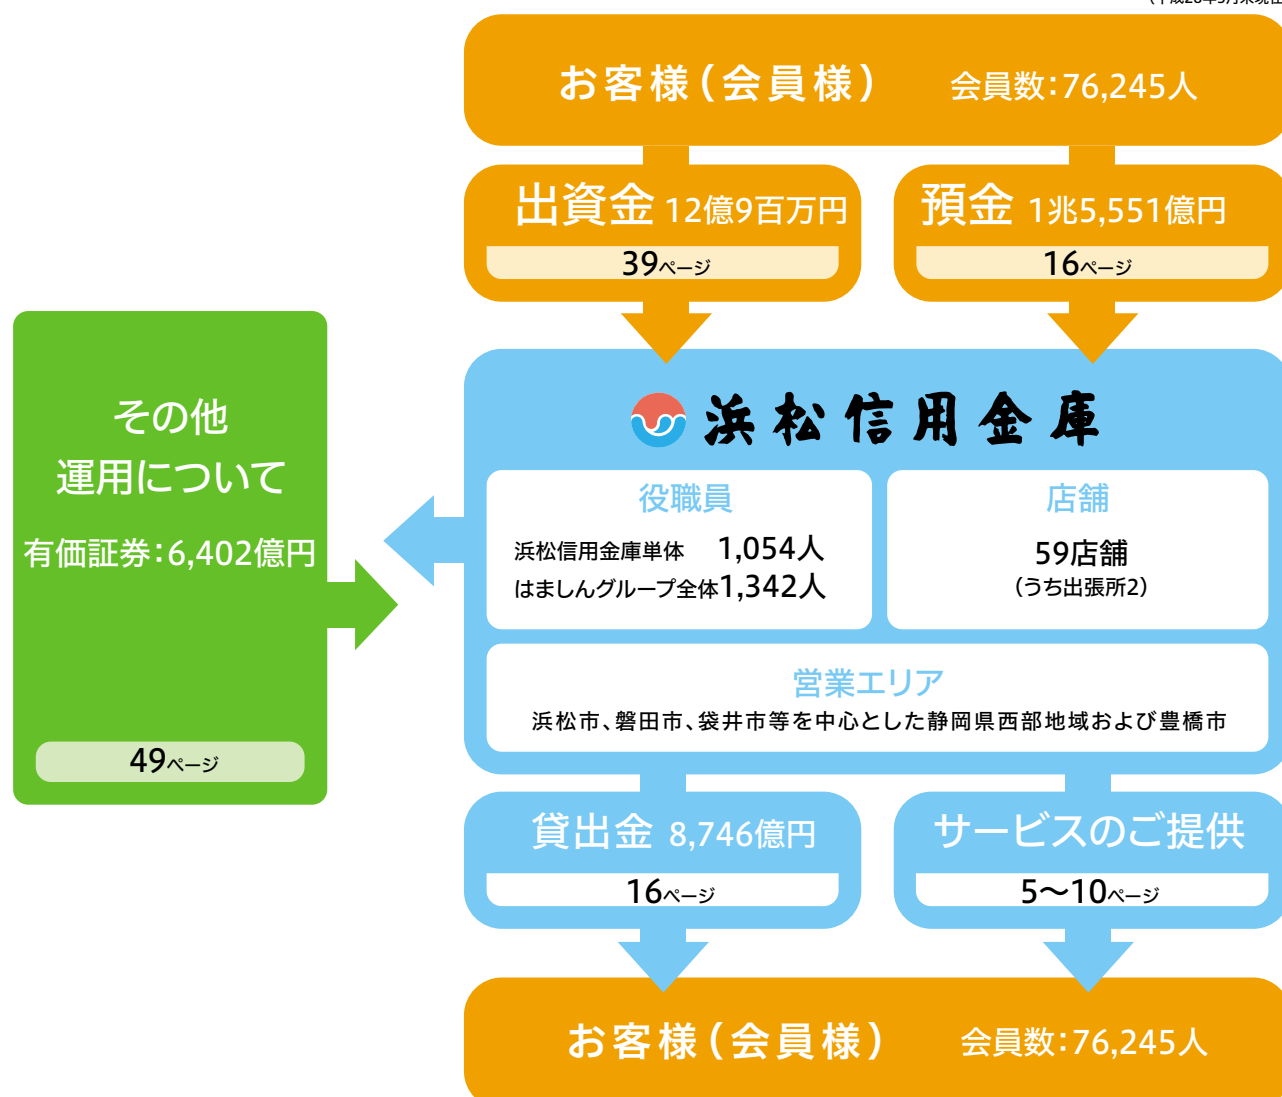 お客様(会員様) 会員数:76,245人
出資金 12億9百万円
39ページ
預金 1兆5,551億円
16ページ
その他
運用について
有価証券:6,402億円
49ページ
浜松信用金庫
役職員
浜松信用金庫単体 1,054人
はましんグループ全体1,342人
店舗
59店舗
(うち出張所2)
営業エリア
浜松市、磐田市、袋井市等を中心とした静岡県西部地域および豊橋市
貸出金 8,746億円
16ページ
サービスのご提供
5〜10ページ
お客様(会員様) 会員数:76,245人